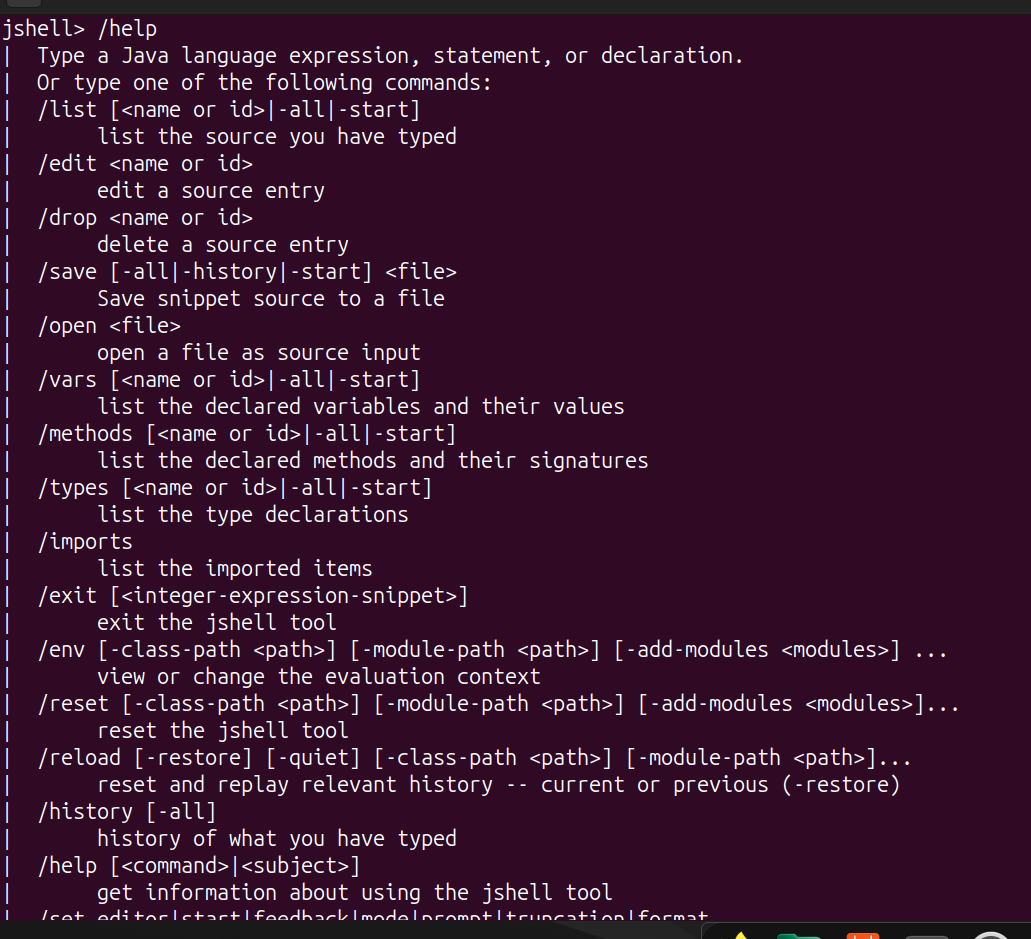 jshell> /help
|  Type a Java language expression, statement, or declaration.
|  Or type one of the following commands:
|  /list [<name or id>|-all|-start]
|       list the source you have typed
|  /edit <name or id>
|       edit a source entry
|  /drop <name or id>
|       delete a source entry
|  /save [-all|-history|-start] <file>
|       Save snippet source to a file
|  /open <file>
|       open a file as source input
|  /vars [<name or id>|-all|-start]
|       list the declared variables and their values
|  /methods [<name or id>|-all|-start]
|       list the declared methods and their signatures
|  /types [<name or id>|-all|-start]
|       list the type declarations
|  /imports
|       list the imported items
|  /exit [<integer-expression-snippet>]
|       exit the jshell tool
|  /env [-class-path <path>] [-module-path <path>] [-add-modules <modules>] ...
|       view or change the evaluation context
|  /reset [-class-path <path>] [-module-path <path>] [-add-modules <modules>]...
|       reset the jshell tool
|  /reload [-restore] [-quiet] [-class-path <path>] [-module-path <path>]...
|       reset and replay relevant history -- current or previous (-restore)
|  /history [-all]
|       history of what you have typed
|  /help [<command>|<subject>]
|       get information about using the jshell tool
|  /set editor|start|feedback|mode|prompt|truncation|format